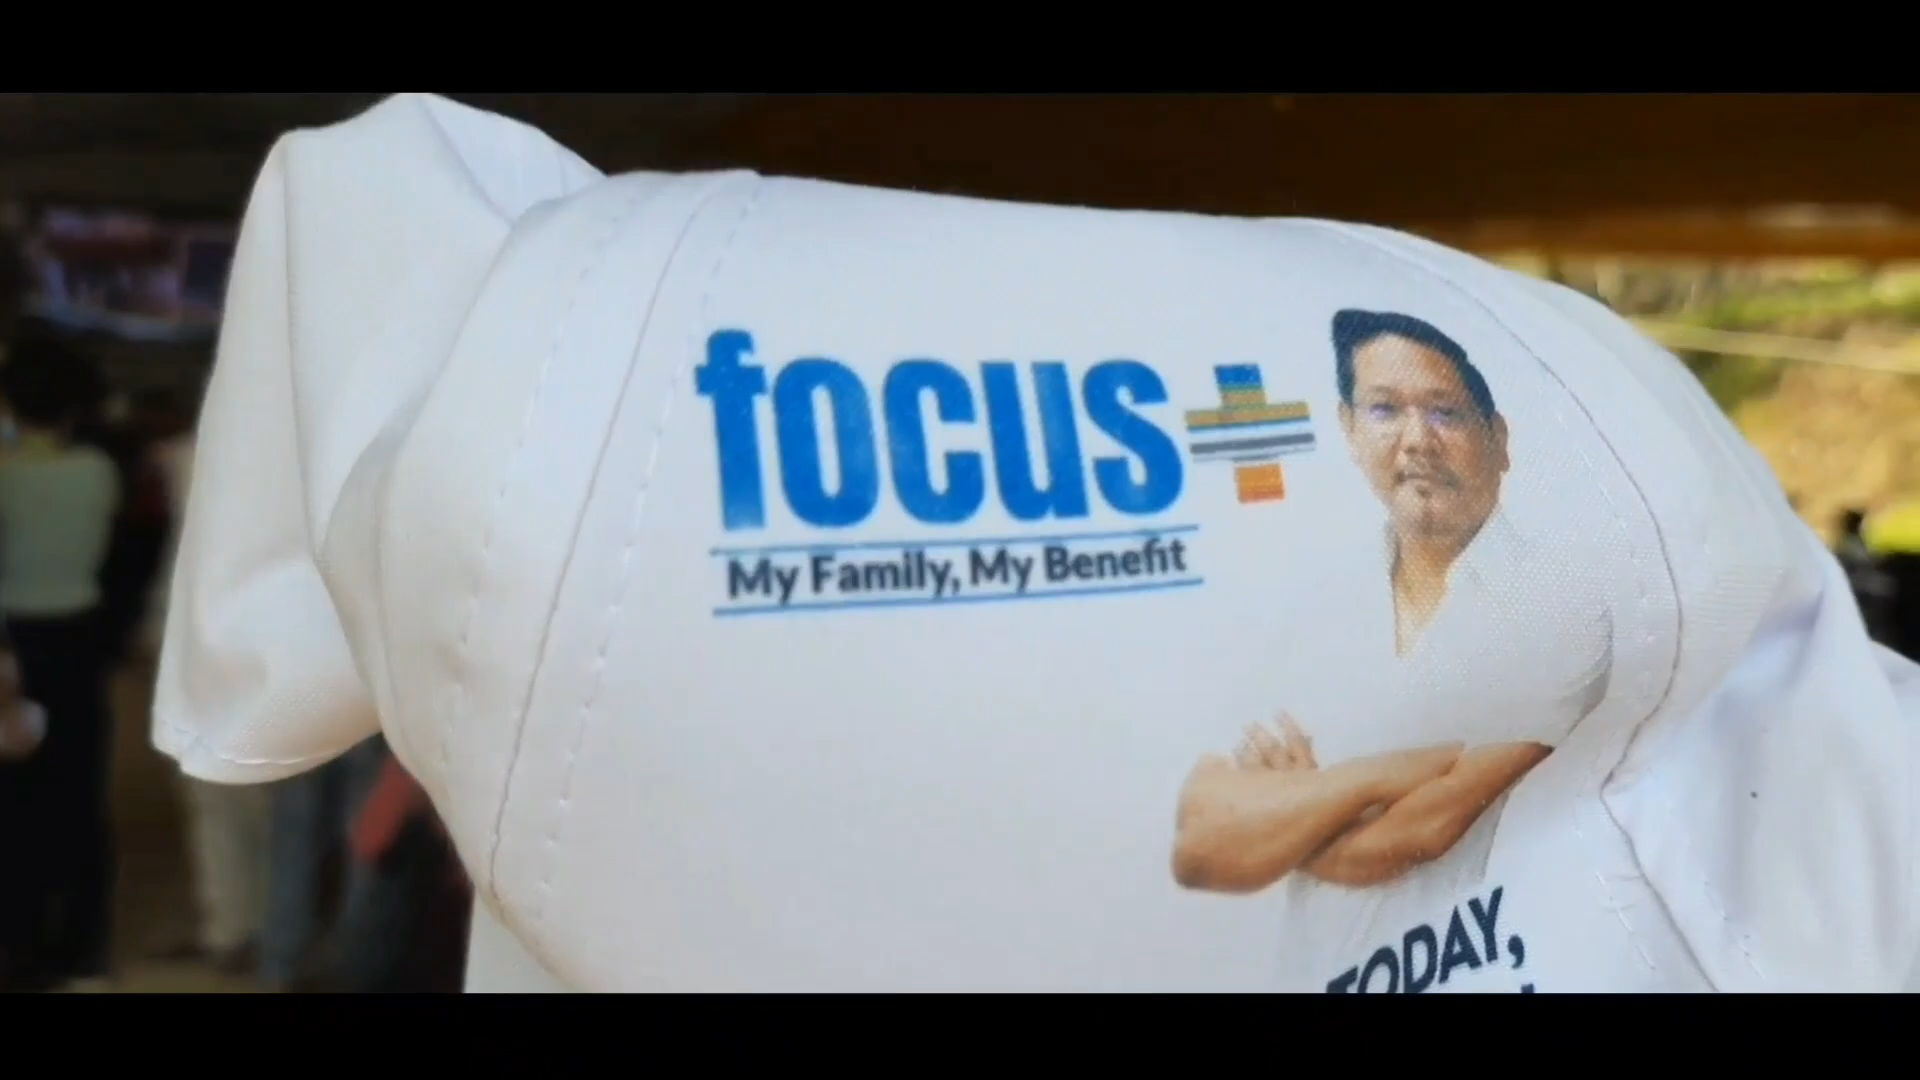 focus+
My Family, My Benefit
TODAY,